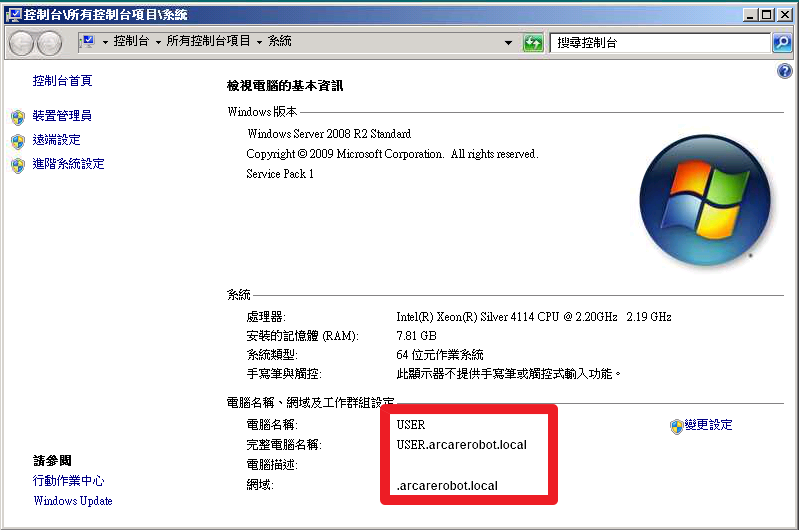 控制台\所有控制台項目\系統
控制台 所有控制台項目 系統 搜尋控制台
控制台首頁
裝置管理員
遠端設定
進階系統設定
檢視電腦的基本資訊
Windows 版本
Windows Server 2008 R2 Standard
Copyright © 2009 Microsoft Corporation. All rights reserved.
Service Pack 1
系統
處理器: Intel(R) Xeon(R) Silver 4114 CPU @ 2.20GHz 2.19 GHz
安裝的記憶體 (RAM): 7.81 GB
系統類型: 64 位元作業系統
手寫筆與觸控: 此顯示器不提供手寫筆或觸控式輸入功能。
電腦名稱、網域及工作群組設定
電腦名稱: USER 變更設定
完整電腦名稱: USER.arcarerobot.local
電腦描述:
網域: .arcarerobot.local
請參閱
行動作業中心
Windows Update